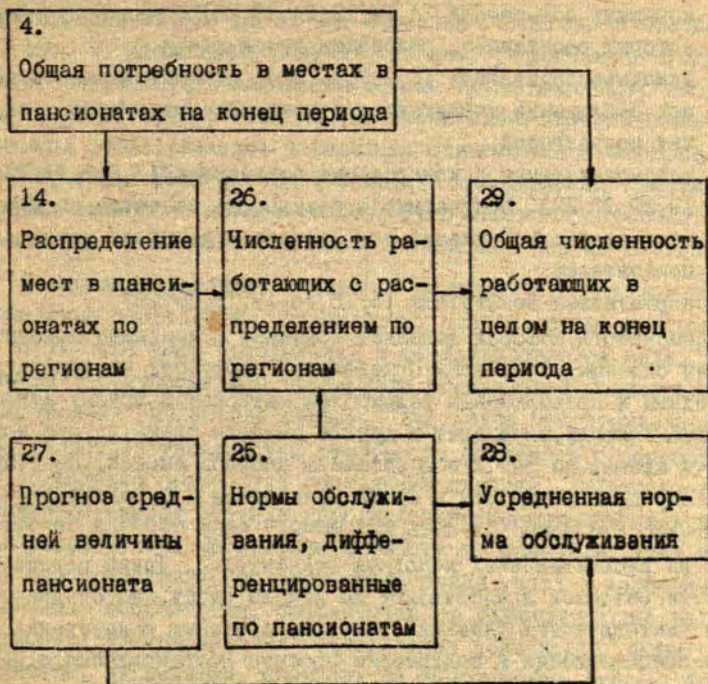 4.
Общая потребность в местах в
пансионатах на конец периода
14.
Распределение
мест в панси-
онатах по
регионам
26.
Численность ра-
ботающих с рас-
пределением по
регионам
29.
Общая численность
работающих в
целом на конец
периода
27.
Прогноз сред-
ней величины
пансионата
25.
Нормы обслужи-
вания, диффе-
ренцированные
по пансионатам
28.
Усредненная нор-
ма обслуживания